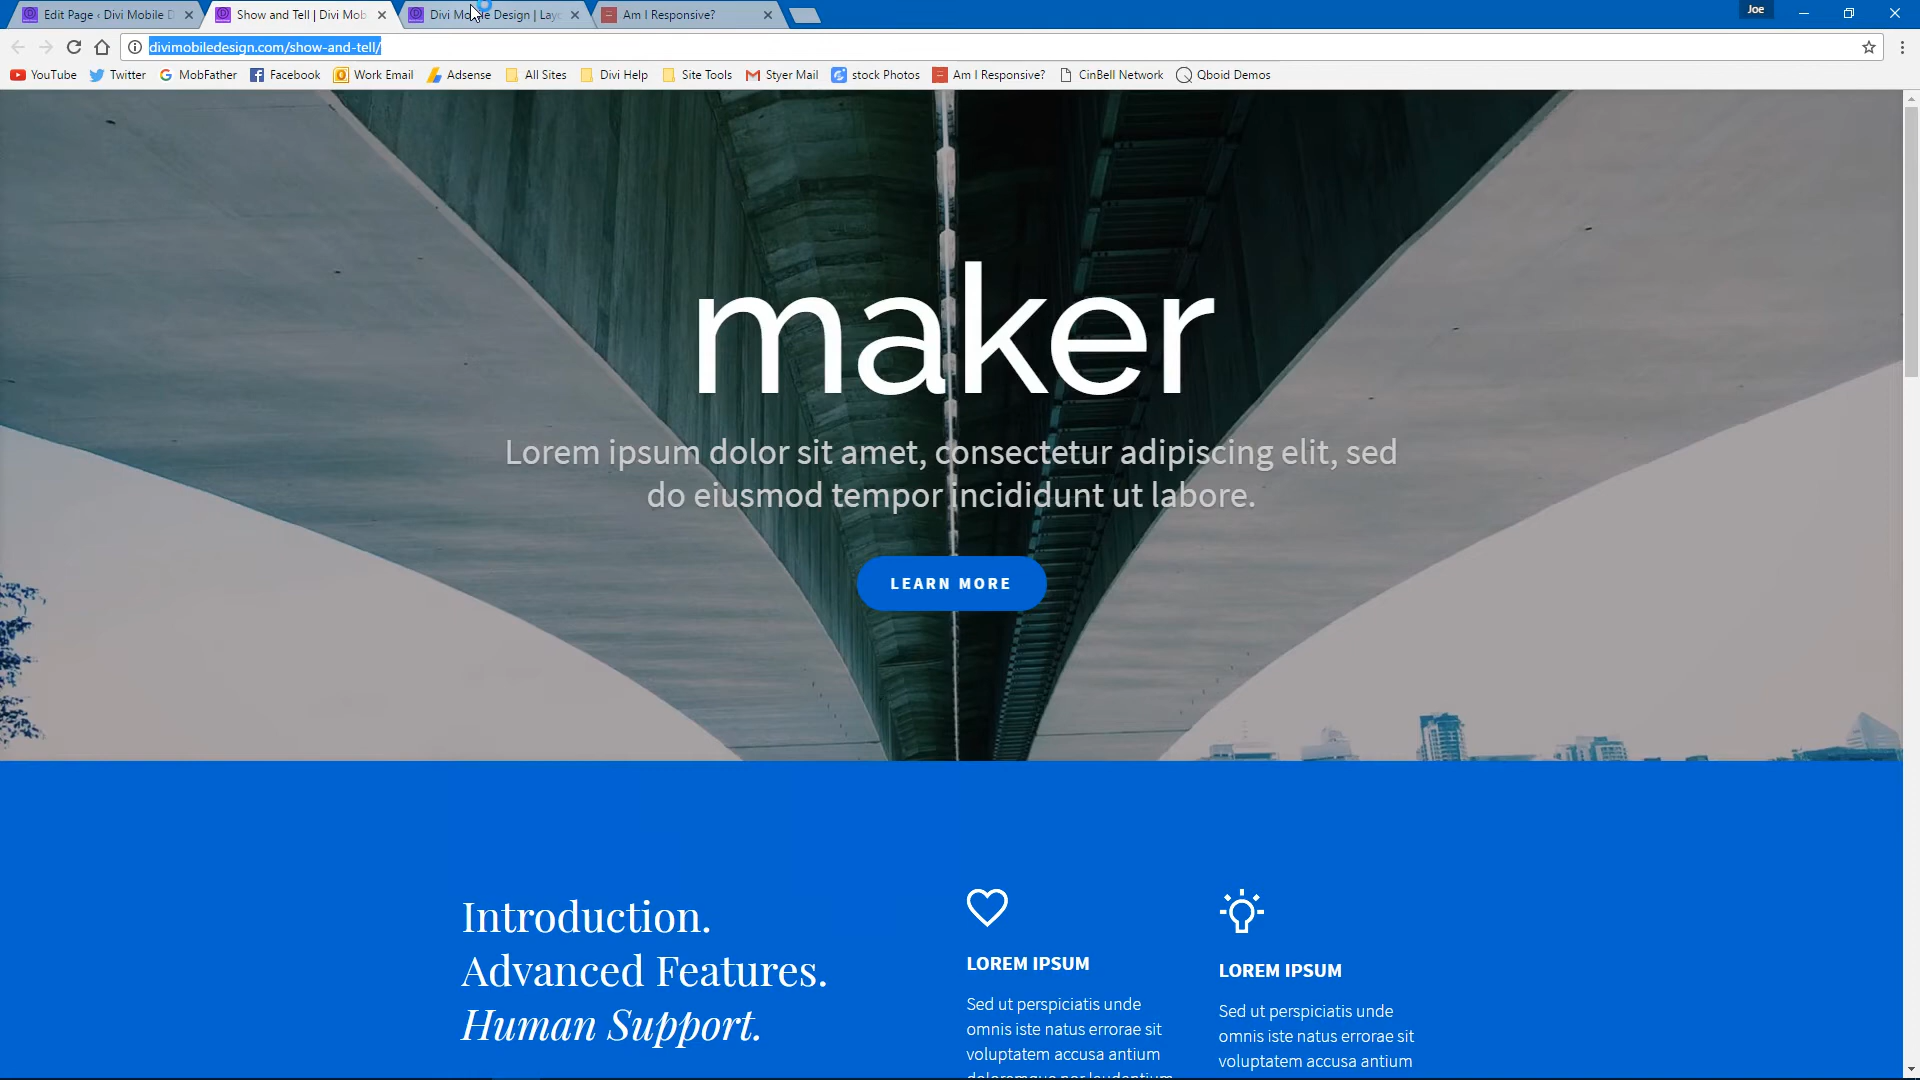 Edit Page ‹ Divi Mobile D
Show and Tell | Divi Mob
Divi Mobile Design | Layo
Am I Responsive?
Joe
divimobiledesign.com/show-and-tell/
YouTube
Twitter
MobFather
Facebook
Work Email
Adsense
All Sites
Divi Help
Site Tools
Styer Mail
stock Photos
Am I Responsive?
CinBell Network
Qboid Demos
maker
Lorem ipsum dolor sit amet, consectetur adipiscing elit, sed
do eiusmod tempor incididunt ut labore.
LEARN MORE
Introduction.
Advanced Features.
Human Support.
LOREM IPSUM
Sed ut perspiciatis unde
omnis iste natus errorae sit
voluptatem accusa antium
LOREM IPSUM
Sed ut perspiciatis unde
omnis iste natus errorae sit
voluptatem accusa antium